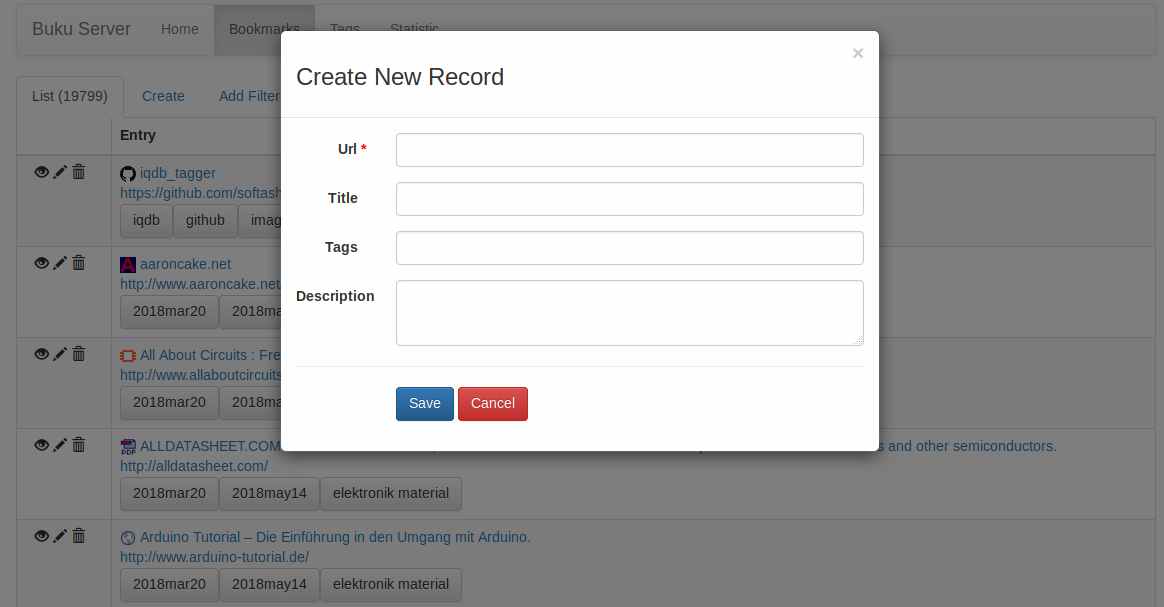 Buku Server Home Bookmarks Tags Statistic
×
Create New Record
List (19799) Create Add Filter
Entry
Url *
Title
Tags
Description
Save Cancel
iqdb_tagger
https://github.com/softash
iqdb github imag
aaroncake.net
http://www.aaroncake.net
2018mar20 2018ma
All About Circuits : Fre
http://www.allaboutcircuits
2018mar20 2018ma
ALLDATASHEET.COM and other semiconductors.
http://alldatasheet.com/
2018mar20 2018may14 elektronik material
Arduino Tutorial – Die Einführung in den Umgang mit Arduino.
http://www.arduino-tutorial.de/
2018mar20 2018may14 elektronik material